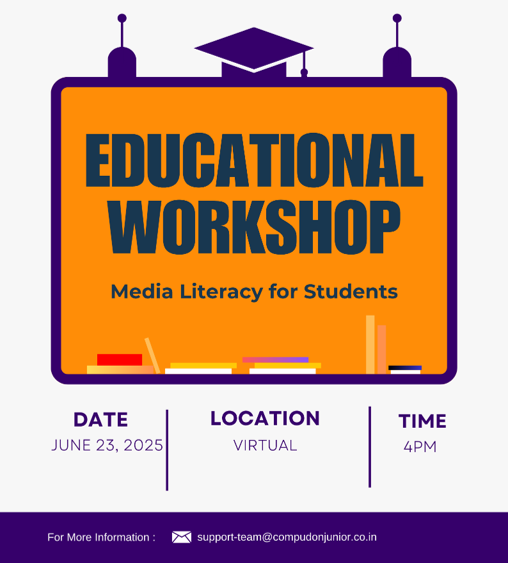 EDUCATIONAL
WORKSHOP
Media Literacy for Students
DATE
JUNE 23, 2025
LOCATION
VIRTUAL
TIME
4PM
For More Information : support-team@compudonjunior.co.in